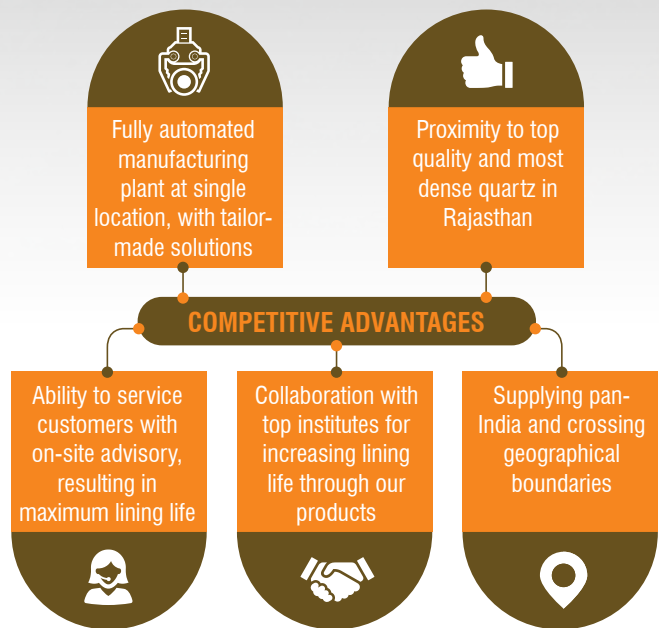 Fully automated
manufacturing
plant at single
location, with tailor-
made solutions
Proximity to top
quality and most
dense quartz in
Rajasthan
COMPETITIVE ADVANTAGES
Ability to service
customers with
on-site advisory,
resulting in
maximum lining life
Collaboration with
top institutes for
increasing lining
life through our
products
Supplying pan-
India and crossing
geographical
boundaries